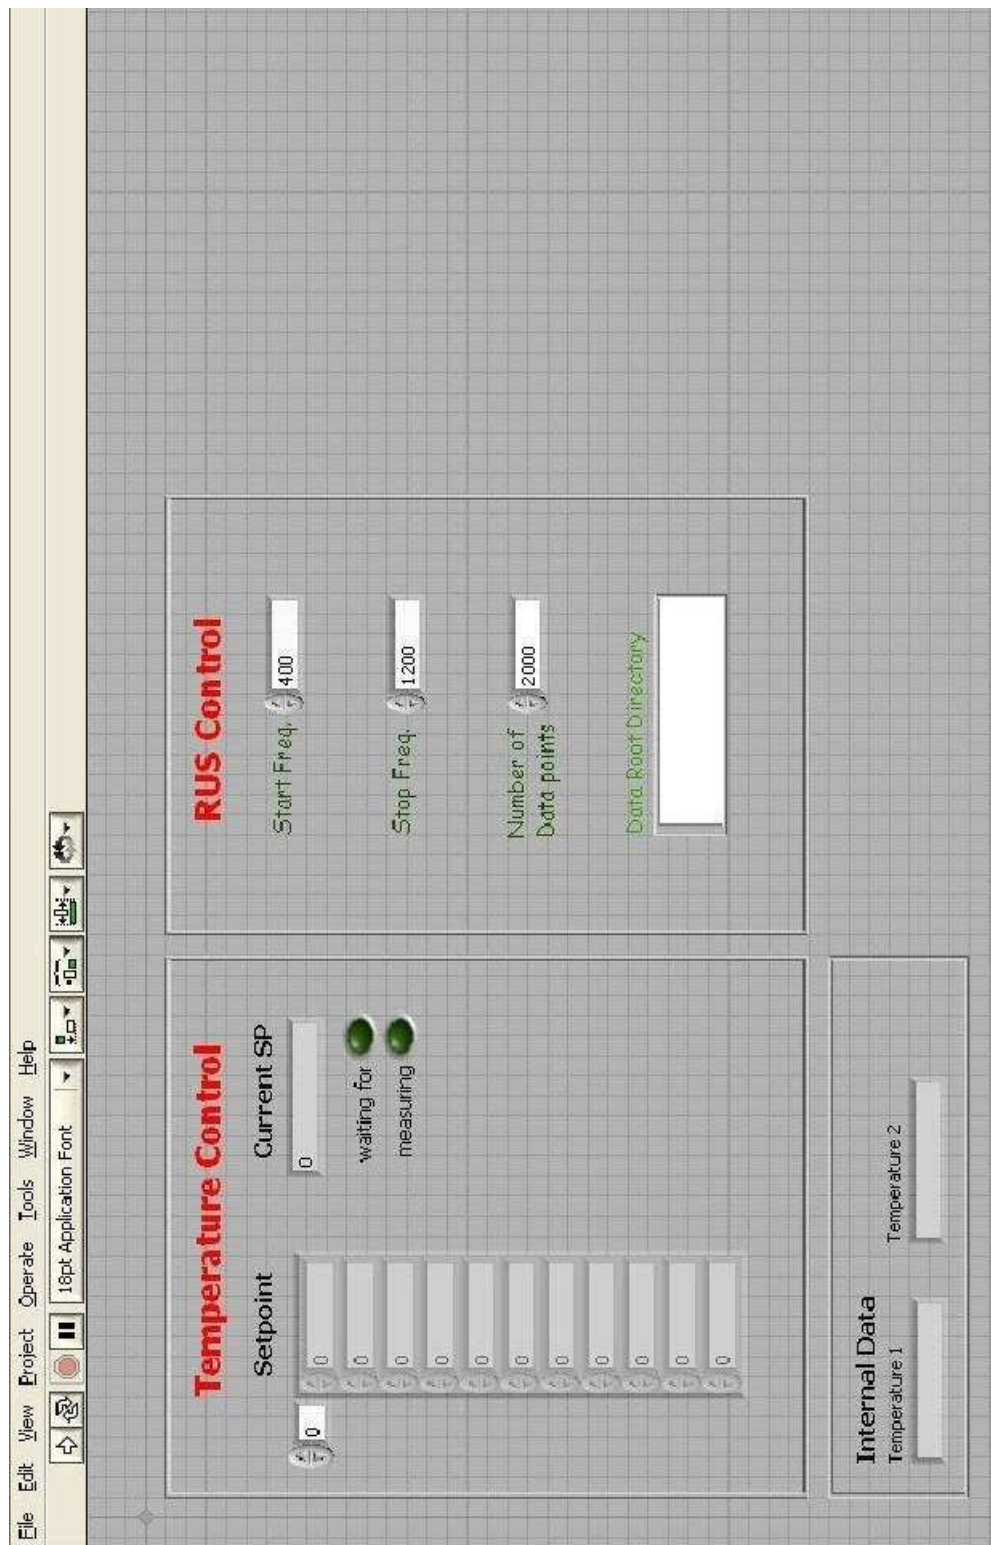 File Edit View Project Operate Tools Window Help
18pt Application Font
Temperature Control
Setpoint
0
0
0
0
0
0
0
0
0
0
0
0
Current SP
0
waiting for
measuring
RUS Control
Start Freq.
400
Stop Freq.
1200
Number of
Data points
2000
Data Root Directory
Internal Data
Temperature 1
Temperature 2